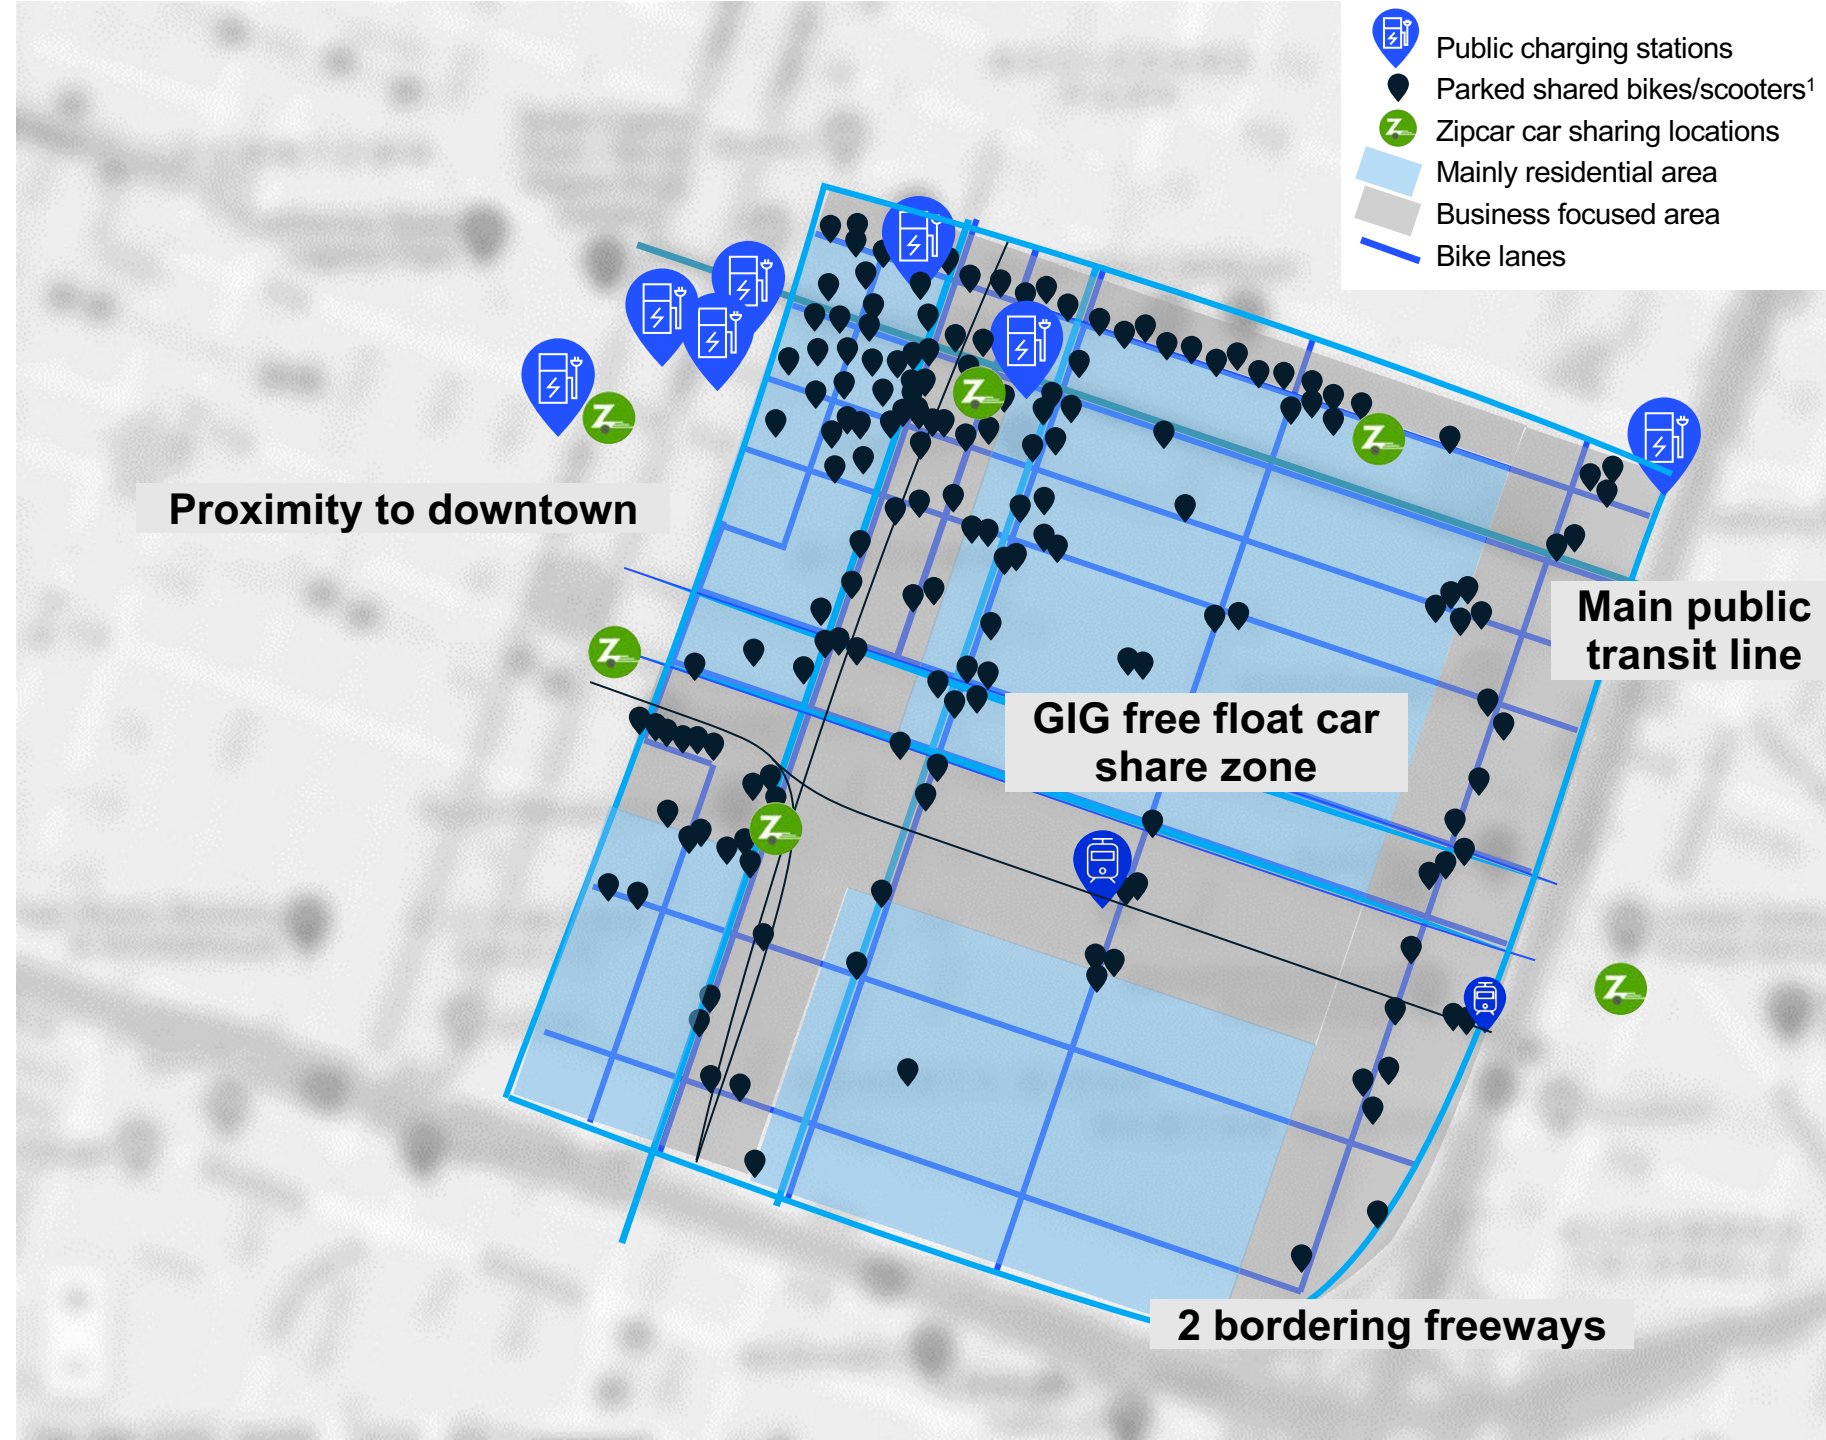 Public charging stations
Parked shared bikes/scooters¹
Zipcar car sharing locations
Mainly residential area
Business focused area
Bike lanes
Proximity to downtown
Main public
transit line
GIG free float car
share zone
2 bordering freeways